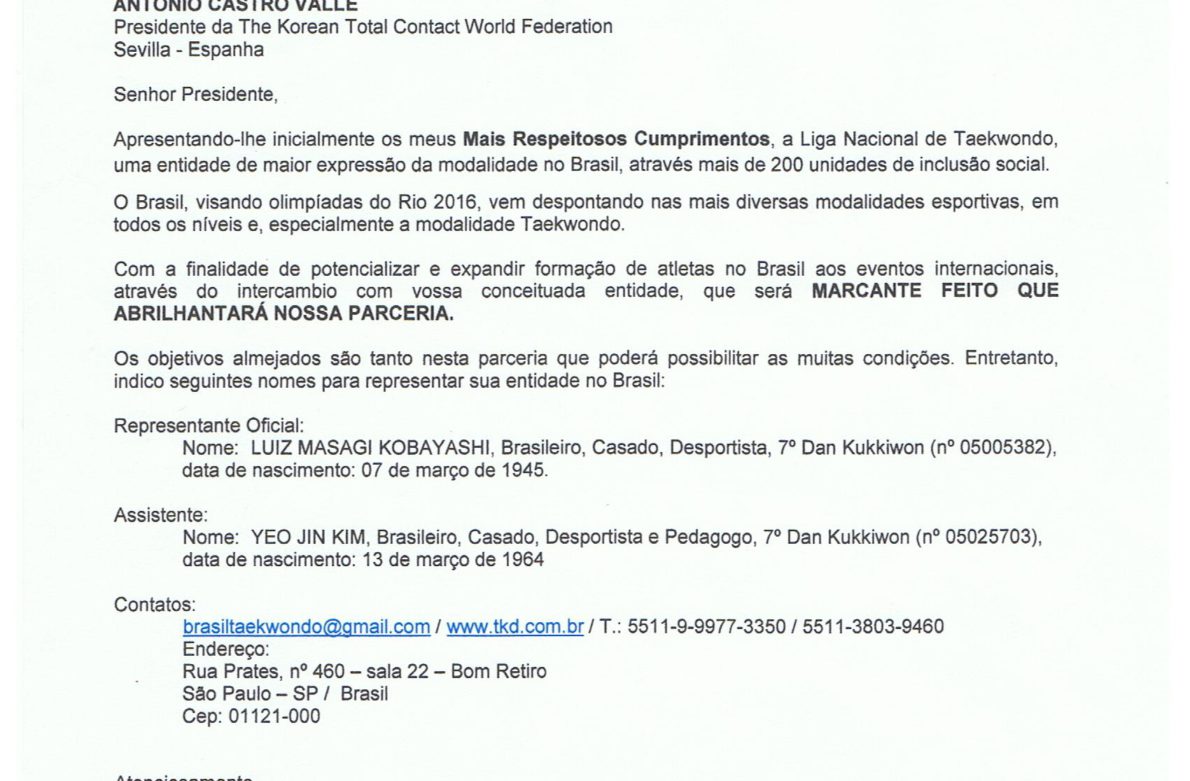 ANTONIO CASTRO VALLE
Presidente da The Korean Total Contact World Federation
Sevilla - Espanha
Senhor Presidente,
Apresentando-lhe inicialmente os meus Mais Respeitosos Cumprimentos, a Liga Nacional de Taekwondo,
uma entidade de maior expressão da modalidade no Brasil, através mais de 200 unidades de inclusão social.
O Brasil, visando olimpíadas do Rio 2016, vem despontando nas mais diversas modalidades esportivas, em
todos os níveis e, especialmente a modalidade Taekwondo.
Com a finalidade de potencializar e expandir formação de atletas no Brasil aos eventos internacionais,
através do intercambio com vossa conceituada entidade, que será MARCANTE FEITO QUE
ABRILHANTARÁ NOSSA PARCERIA.
Os objetivos almejados são tanto nesta parceria que poderá possibilitar as muitas condições. Entretanto,
indico seguintes nomes para representar sua entidade no Brasil:
Representante Oficial:
Nome: LUIZ MASAGI KOBAYASHI, Brasileiro, Casado, Desportista, 7º Dan Kukkiwon (nº 05005382),
data de nascimento: 07 de março de 1945.
Assistente:
Nome: YEO JIN KIM, Brasileiro, Casado, Desportista e Pedagogo, 7º Dan Kukkiwon (nº 05025703),
data de nascimento: 13 de março de 1964
Contatos:
brasiltaekwondo@gmail.com / www.tkd.com.br / T.: 5511-9-9977-3350 / 5511-3803-9460
Endereço:
Rua Prates, nº 460 – sala 22 – Bom Retiro
São Paulo – SP / Brasil
Cep: 01121-000